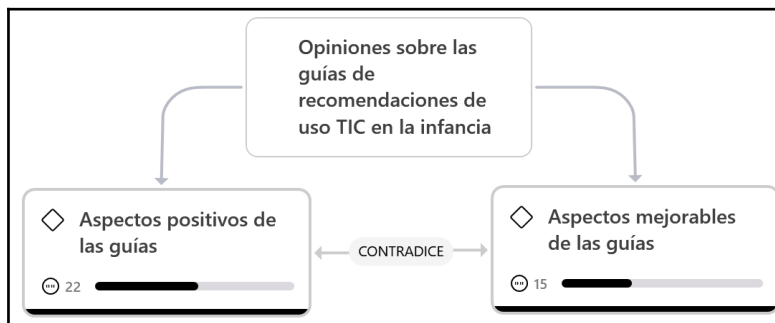 Opiniones sobre las
guías de
recomendaciones de
uso TIC en la infancia
Aspectos positivos de
las guías
22
CONTRADICE
Aspectos mejorables
de las guías
15